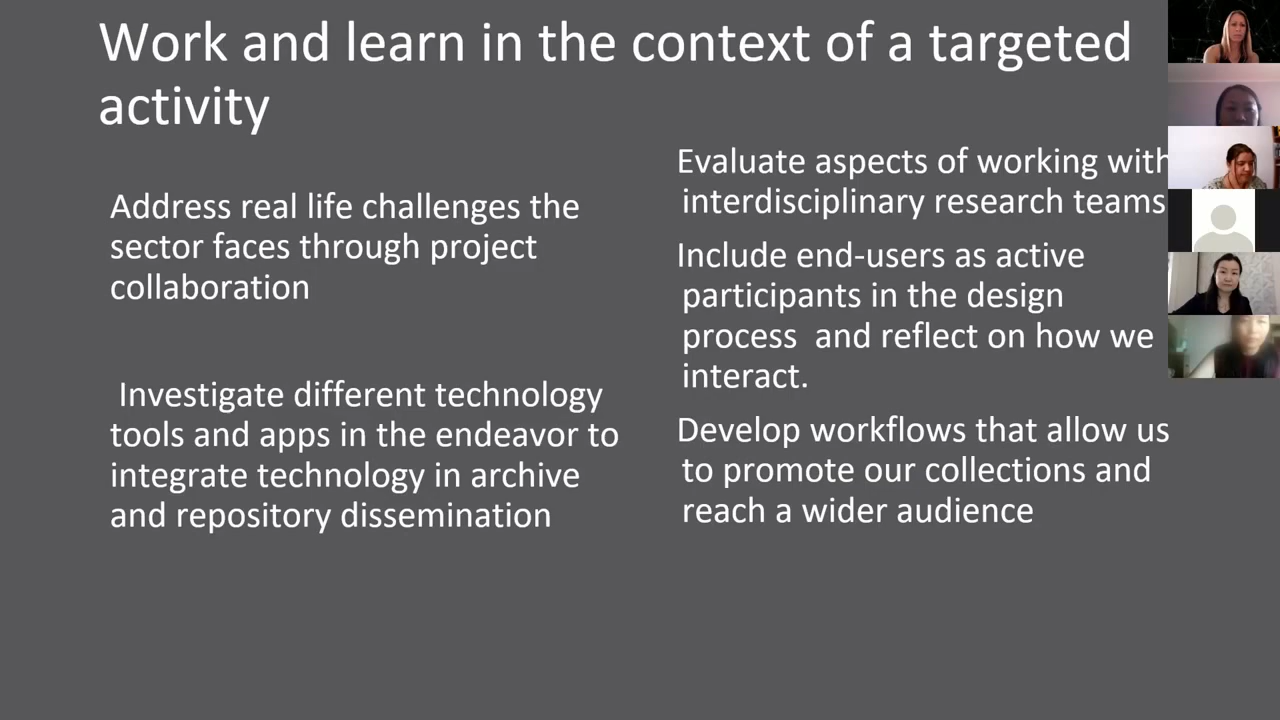 Work and learn in the context of a targeted
activity
Address real life challenges the
sector faces through project
collaboration
Investigate different technology
tools and apps in the endeavor to
integrate technology in archive
and repository dissemination
Evaluate aspects of working with
interdisciplinary research teams
Include end-users as active
participants in the design
process  and reflect on how we
interact.
Develop workflows that allow us
to promote our collections and
reach a wider audience